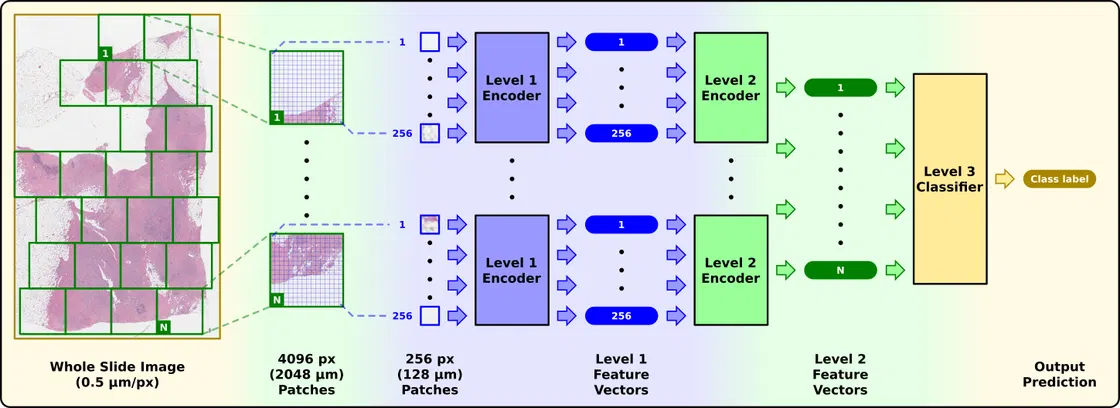 1
N
1
N
1
256
1
256
Level 1
Encoder
Level 1
Encoder
1
256
1
256
Level 2
Encoder
Level 2
Encoder
1
N
Level 3
Classifier
Class label
Whole Slide Image
(0.5 μm/px)
4096 px
(2048 μm)
Patches
256 px
(128 μm)
Patches
Level 1
Feature
Vectors
Level 2
Feature
Vectors
Output
Prediction